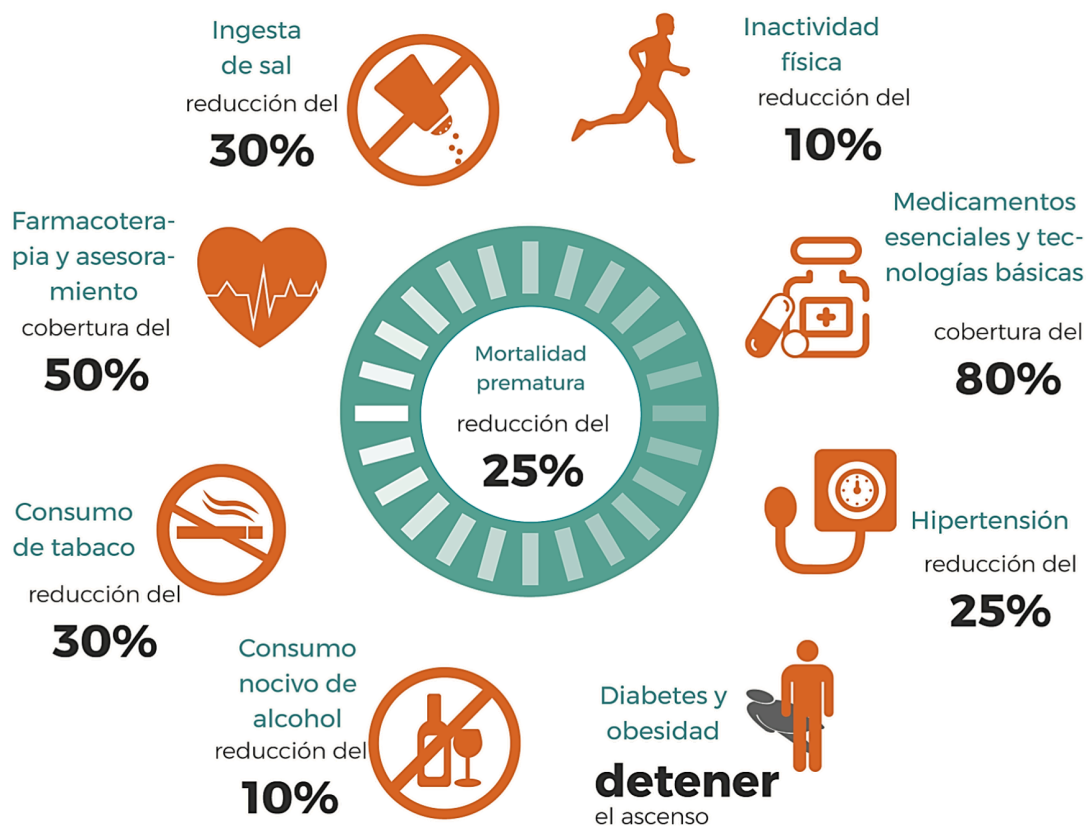 Ingesta
de sal
reducción del
30%
Inactividad
física
reducción del
10%
Farmacotera-
pia y asesora-
miento
cobertura del
50%
Medicamentos
esenciales y tec-
nologías básicas
cobertura del
80%
Mortalidad
prematura
reducción del
25%
Consumo
de tabaco
reducción del
30%
Hipertensión
reducción del
25%
Consumo
nocivo de
alcohol
reducción del
10%
Diabetes y
obesidad
detener
el ascenso